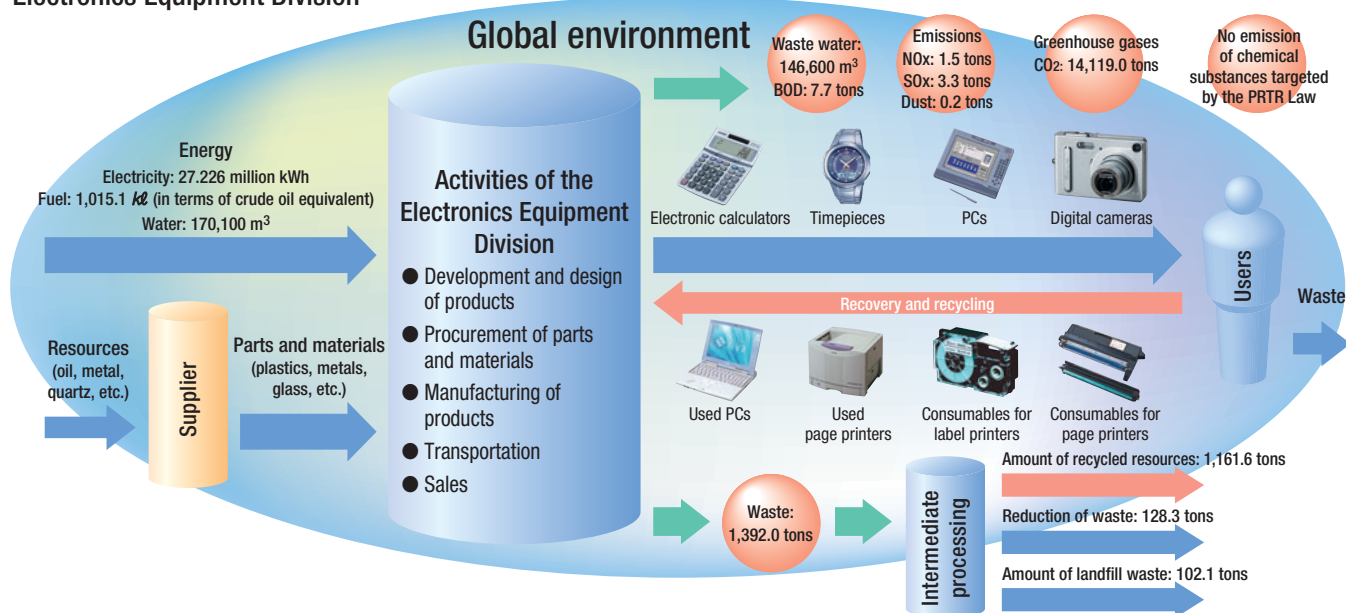 Electronics Equipment Division
Global environment
Waste water:
146,600 m³
BOD: 7.7 tons
Emissions
NOx: 1.5 tons
SOx: 3.3 tons
Dust: 0.2 tons
Greenhouse gases
CO₂: 14,119.0 tons
No emission
of chemical
substances targeted
by the PRTR Law
Energy
Electricity: 27.226 million kWh
Fuel: 1,015.1 kℓ (in terms of crude oil equivalent)
Water: 170,100 m³
Activities of the
Electronics Equipment
Division
● Development and design
of products
● Procurement of parts
and materials
● Manufacturing of
products
● Transportation
● Sales
Electronic calculators
Timepieces
PCs
Digital cameras
Users
Waste
Recovery and recycling
Resources
(oil, metal,
quartz, etc.)
Supplier
Parts and materials
(plastics, metals,
glass, etc.)
Used PCs
Used
page printers
Consumables for
label printers
Consumables for
page printers
Waste:
1,392.0 tons
Intermediate
processing
Amount of recycled resources: 1,161.6 tons
Reduction of waste: 128.3 tons
Amount of landfill waste: 102.1 tons